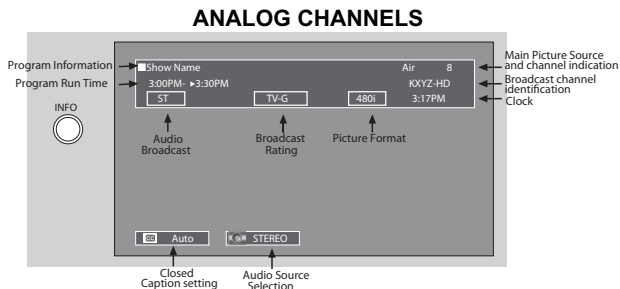 ANALOG CHANNELS
Program Information
Show Name
Air 8
Main Picture Source
and channel indication
Program Run Time
3:00PM- ▸3:30PM
KXYZ-HD
Broadcast channel
identification
INFO
ST
TV-G
480i
3:17PM
Clock
Audio
Broadcast
Broadcast
Rating
Picture Format
CC Auto
STEREO
Closed
Caption setting
Audio Source
Selection